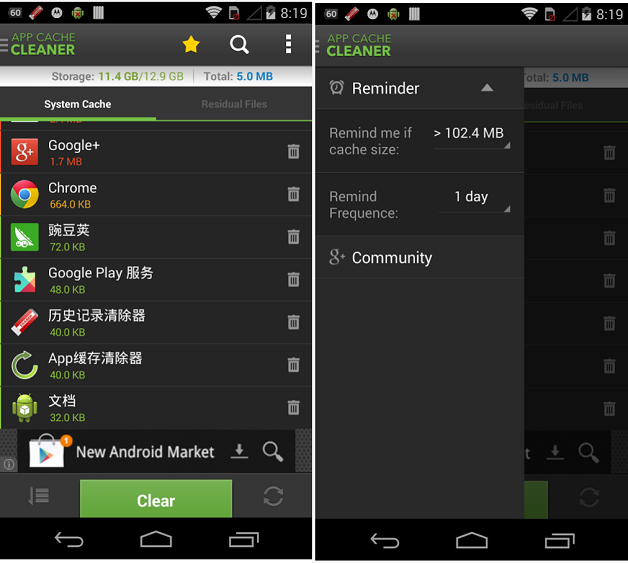 60
8:19
APP CACHE
CLEANER
Storage: 11.4 GB/12.9 GB
Total: 5.0 MB
System Cache
Residual Files
Google+
1.7 MB
Chrome
664.0 KB
豌豆荚
72.0 KB
Google Play 服务
48.0 KB
历史记录清除器
40.0 KB
App缓存清除器
40.0 KB
文档
32.0 KB
1
New Android Market
Clear
60
8:19
APP CACHE
CLEANER
Total: 5.0 MB
Residual Files
Reminder
Remind me if
cache size:
> 102.4 MB
Remind
Frequence:
1 day
Community